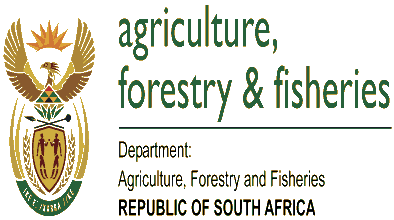 agriculture,
forestry & fisheries
Department:
Agriculture, Forestry and Fisheries
REPUBLIC OF SOUTH AFRICA